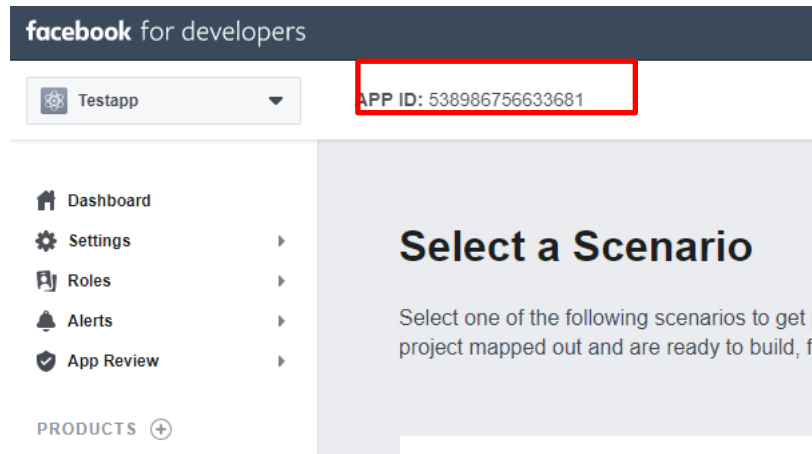 facebook for developers
Testapp
APP ID: 538986756633681
Dashboard
Settings
Roles
Alerts
App Review
PRODUCTS
Select a Scenario
Select one of the following scenarios to get
project mapped out and are ready to build, f